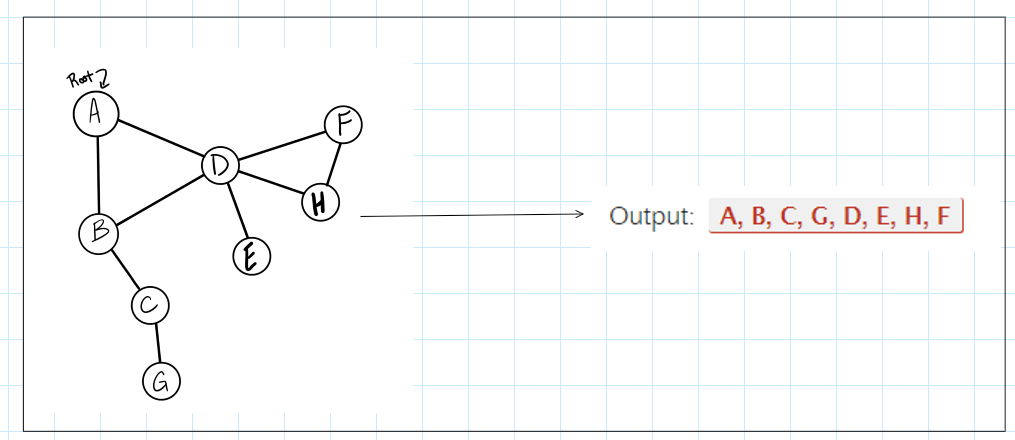 Root
A
F
D
H
B
E
C
G
Output: A, B, C, G, D, E, H, F